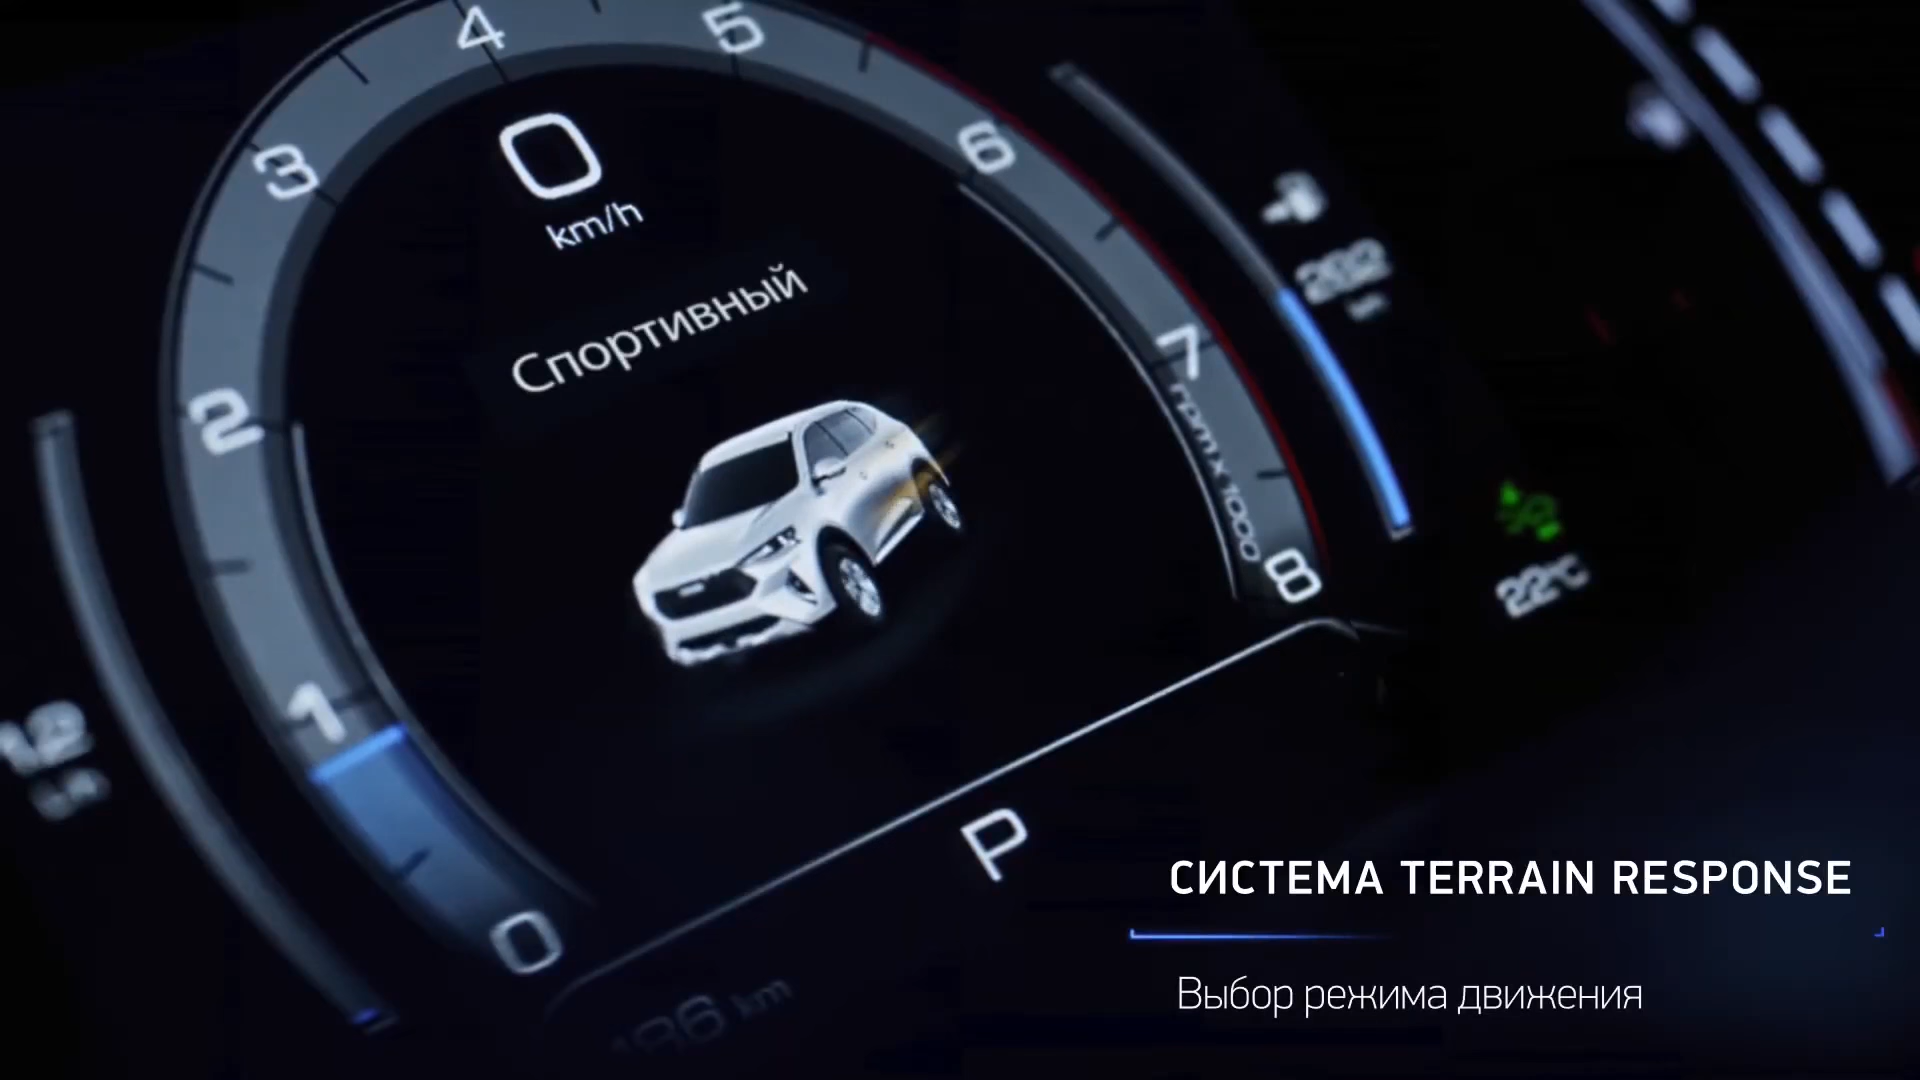 4
5
3
0
6
km/h
Спортивный
7
2
rpm x 1000
8
22°C
1
P
0
СИСТЕМА TERRAIN RESPONSE
Выбор режима движения